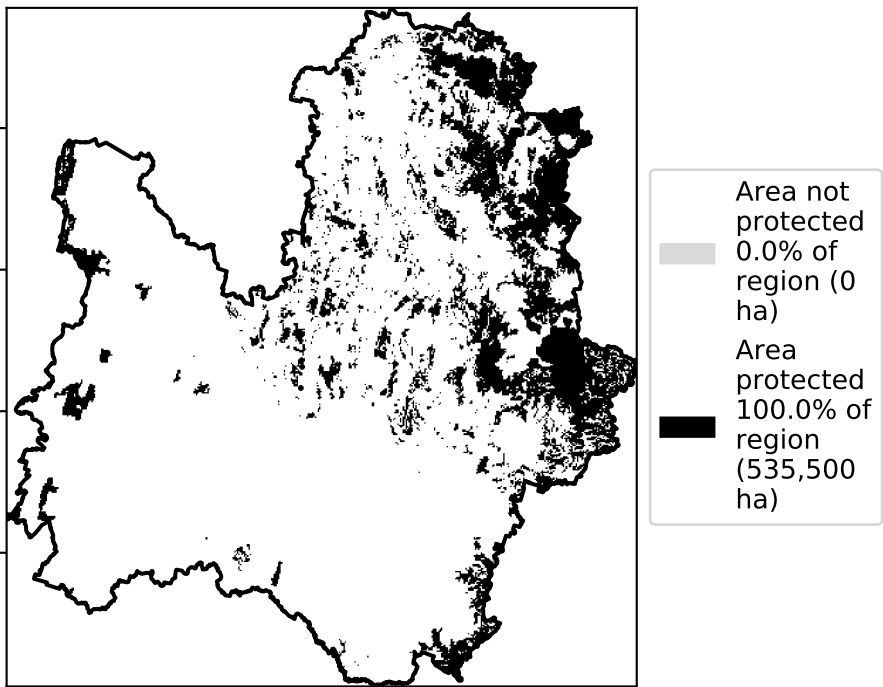 Area not
protected
0.0% of
region (0
ha)
Area
protected
100.0% of
region
(535,500
ha)